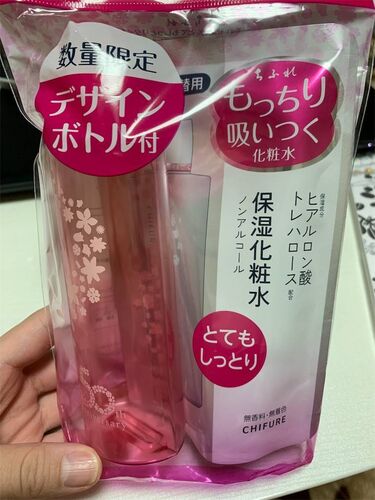 数量限定
デザイン
ボトル付
替用
ちふれ
もっちり
吸いつく
化粧水
保湿成分
ヒアルロン酸
トレハロース配合
保湿化粧水
ノンアルコール
とても
しっとり
無香料・無着色
CHIFURE
th
Anniversary